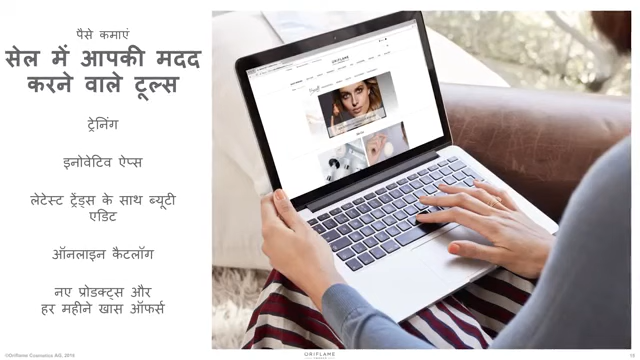 पैसे कमाएं
सेल में आपकी मदद
करने वाले टूल्स
ट्रेनिंग
इनोवेटिव ऐप्स
लेटेस्ट ट्रेंड्स के साथ ब्यूटी
एडिट
ऑनलाइन कैटलॉग
नए प्रोडक्ट्स और
हर महीने खास ऑफर्स
ORIFLAME
©Oriflame Cosmetics AG, 2016
ORIFLAME